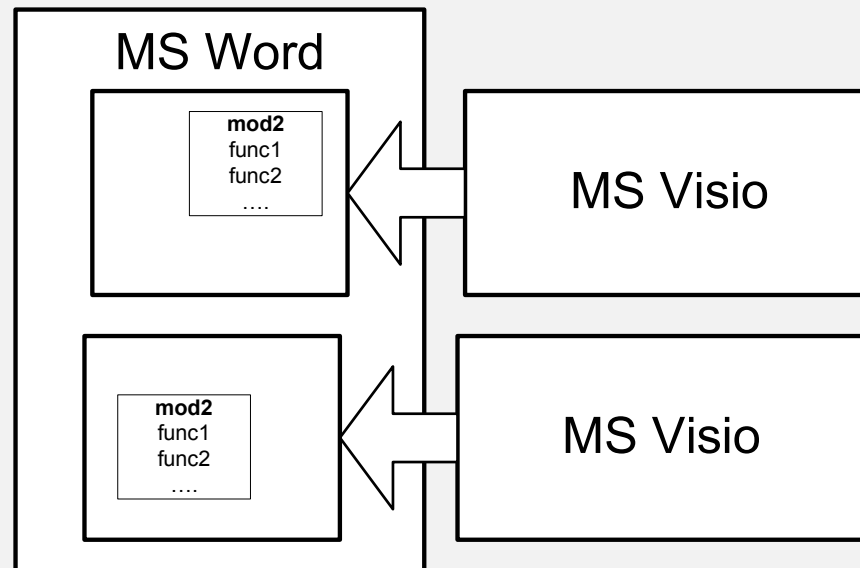 MS Word
mod2
func1
func2
....
MS Visio
mod2
func1
func2
....
MS Visio